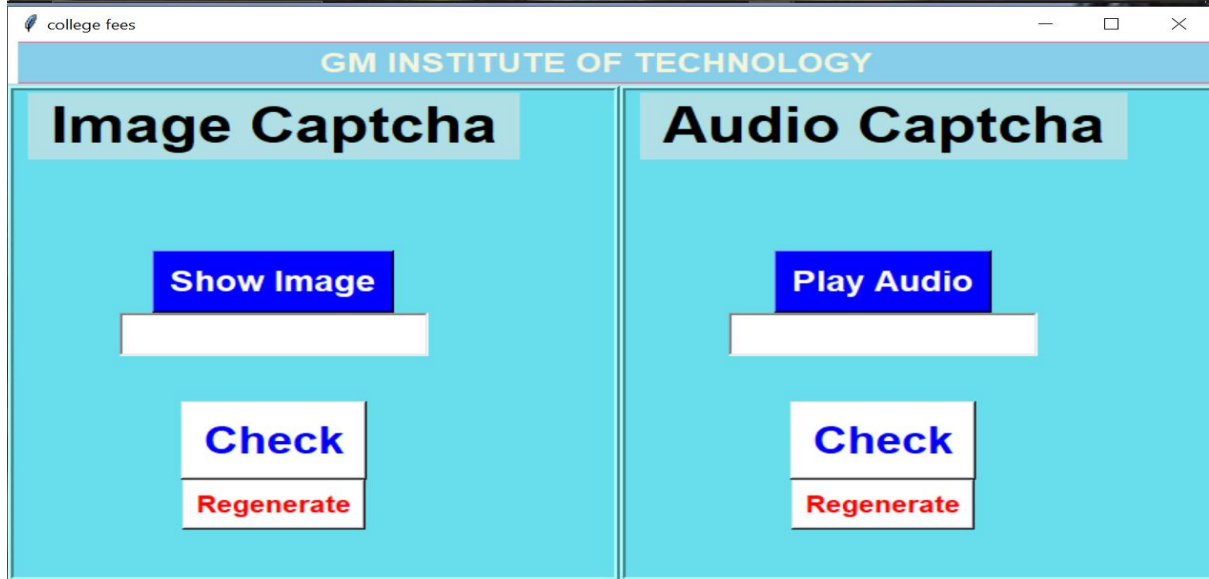 college fees
GM INSTITUTE OF TECHNOLOGY
Image Captcha
Show Image
Check
Regenerate
Audio Captcha
Play Audio
Check
Regenerate